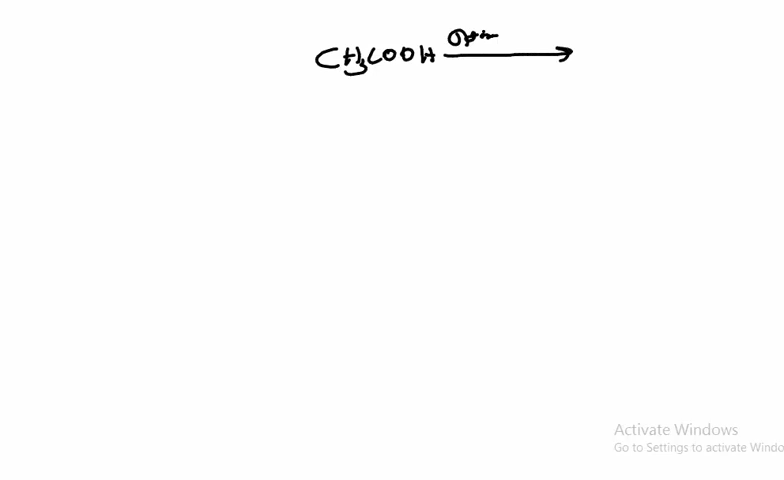 CH₃COOH
Activate Windows
Go to Settings to activate Windo